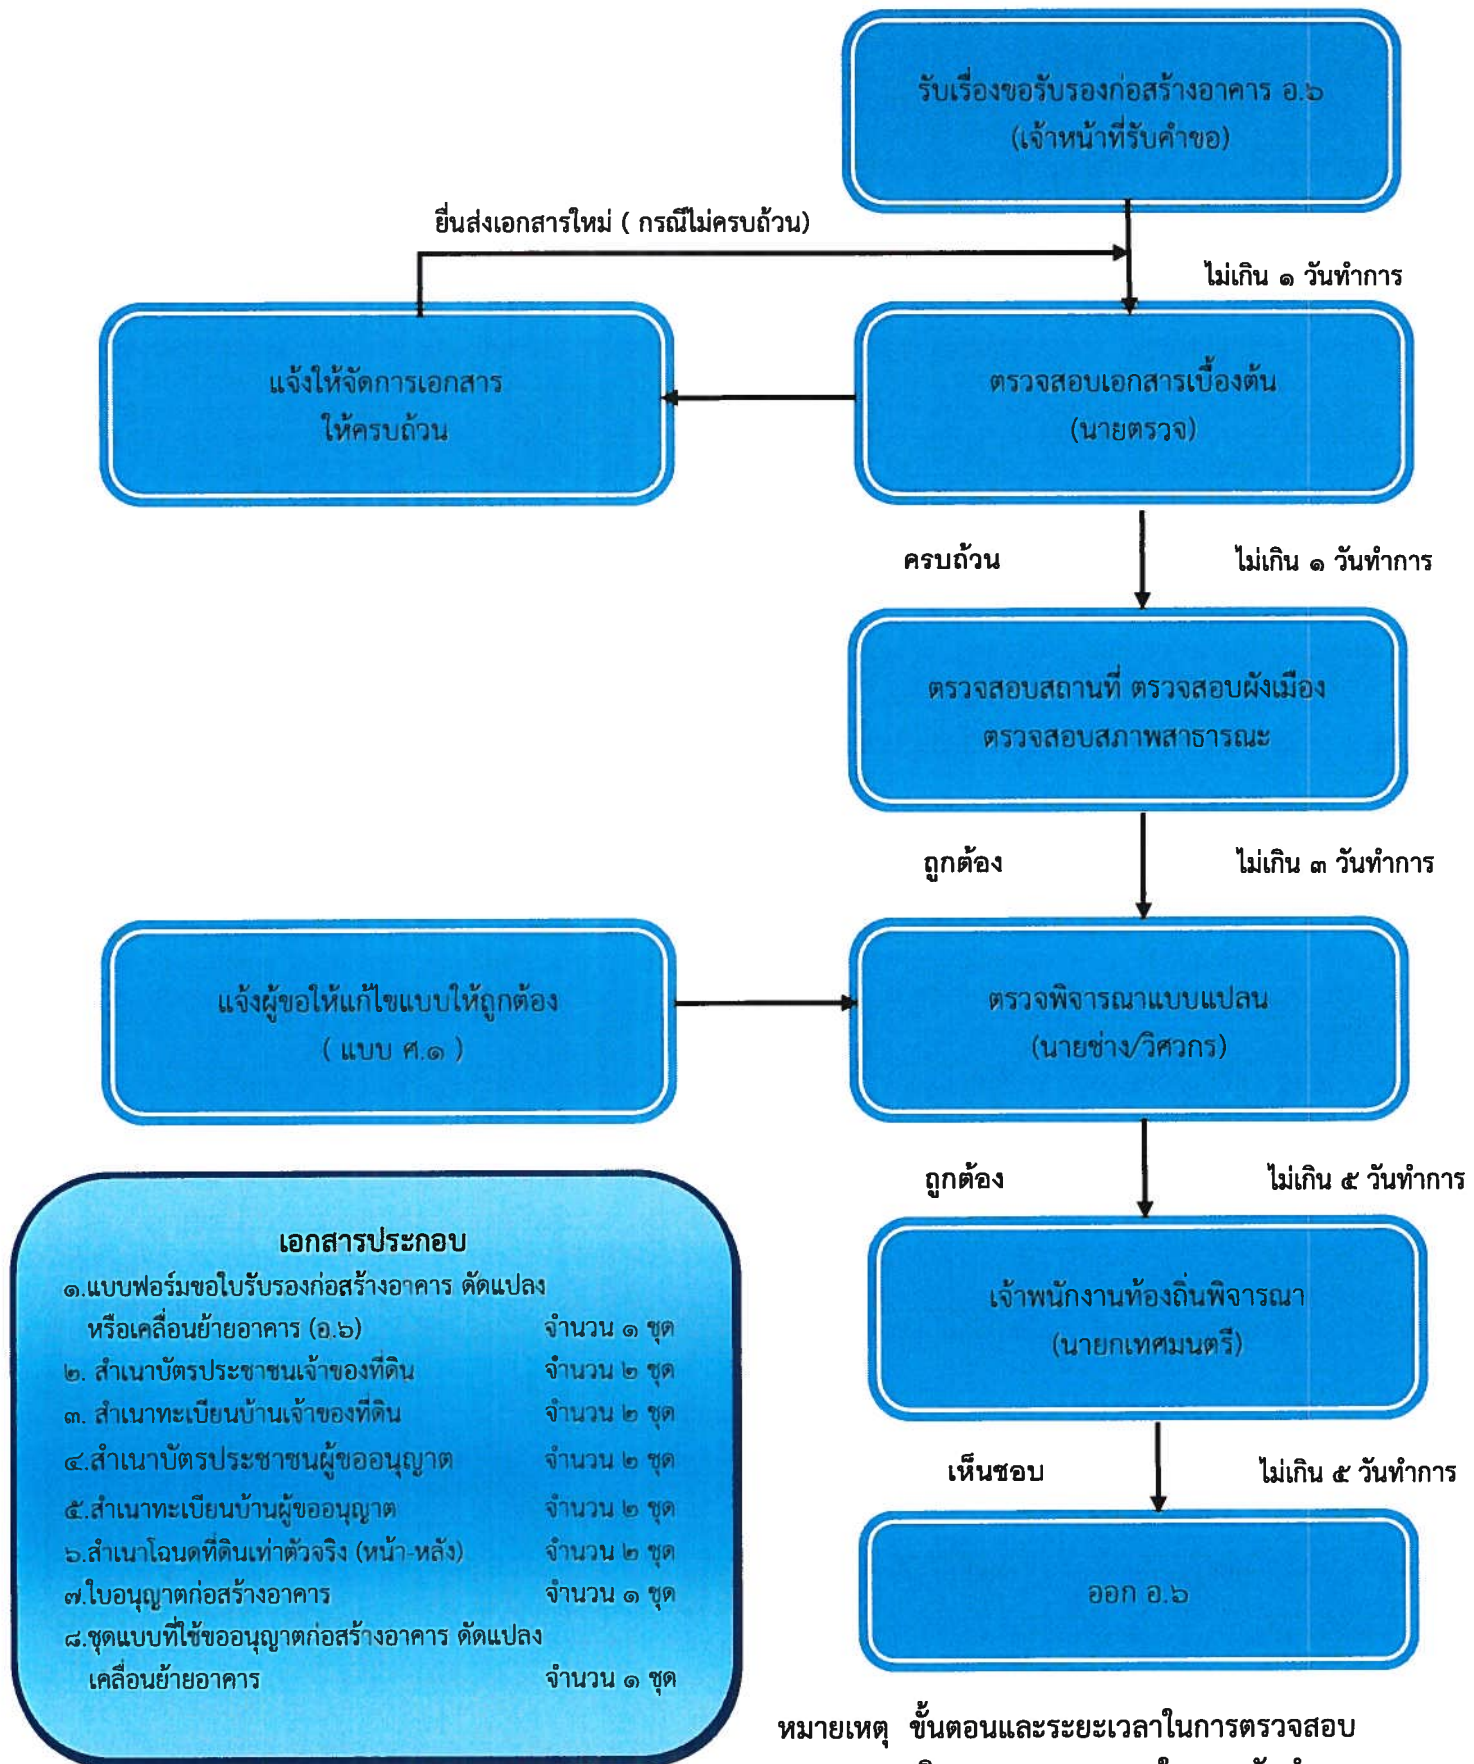 รับเรื่องขอรับรองก่อสร้างอาคาร อ.๖
(เจ้าหน้าที่รับคำขอ)
ยื่นส่งเอกสารใหม่ ( กรณีไม่ครบถ้วน)
ไม่เกิน ๑ วันทำการ
แจ้งให้จัดการเอกสาร
ให้ครบถ้วน
ตรวจสอบเอกสารเบื้องต้น
(นายตรวจ)
ครบถ้วน
ไม่เกิน ๑ วันทำการ
ตรวจสอบสถานที่ ตรวจสอบผังเมือง
ตรวจสอบสภาพสาธารณะ
ถูกต้อง
ไม่เกิน ๓ วันทำการ
แจ้งผู้ขอให้แก้ไขแบบให้ถูกต้อง
( แบบ ศ.๑ )
ตรวจพิจารณาแบบแปลน
(นายช่าง/วิศวกร)
ถูกต้อง
ไม่เกิน ๕ วันทำการ
เจ้าพนักงานท้องถิ่นพิจารณา
(นายกเทศมนตรี)
เห็นชอบ
ไม่เกิน ๕ วันทำการ
ออก อ.๖
เอกสารประกอบ
๑.แบบฟอร์มขอใบรับรองก่อสร้างอาคาร ดัดแปลง
หรือเคลื่อนย้ายอาคาร (อ.๖) จำนวน ๑ ชุด
๒. สำเนาบัตรประชาชนเจ้าของที่ดิน จำนวน ๒ ชุด
๓. สำเนาทะเบียนบ้านเจ้าของที่ดิน จำนวน ๒ ชุด
๔.สำเนาบัตรประชาชนผู้ขออนุญาต จำนวน ๒ ชุด
๕.สำเนาทะเบียนบ้านผู้ขออนุญาต จำนวน ๒ ชุด
๖.สำเนาโฉนดที่ดินเท่าตัวจริง (หน้า-หลัง) จำนวน ๒ ชุด
๗.ใบอนุญาตก่อสร้างอาคาร จำนวน ๑ ชุด
๘.ชุดแบบที่ใช้ขออนุญาตก่อสร้างอาคาร ดัดแปลง
เคลื่อนย้ายอาคาร จำนวน ๑ ชุด
หมายเหตุ ขั้นตอนและระยะเวลาในการตรวจสอบ